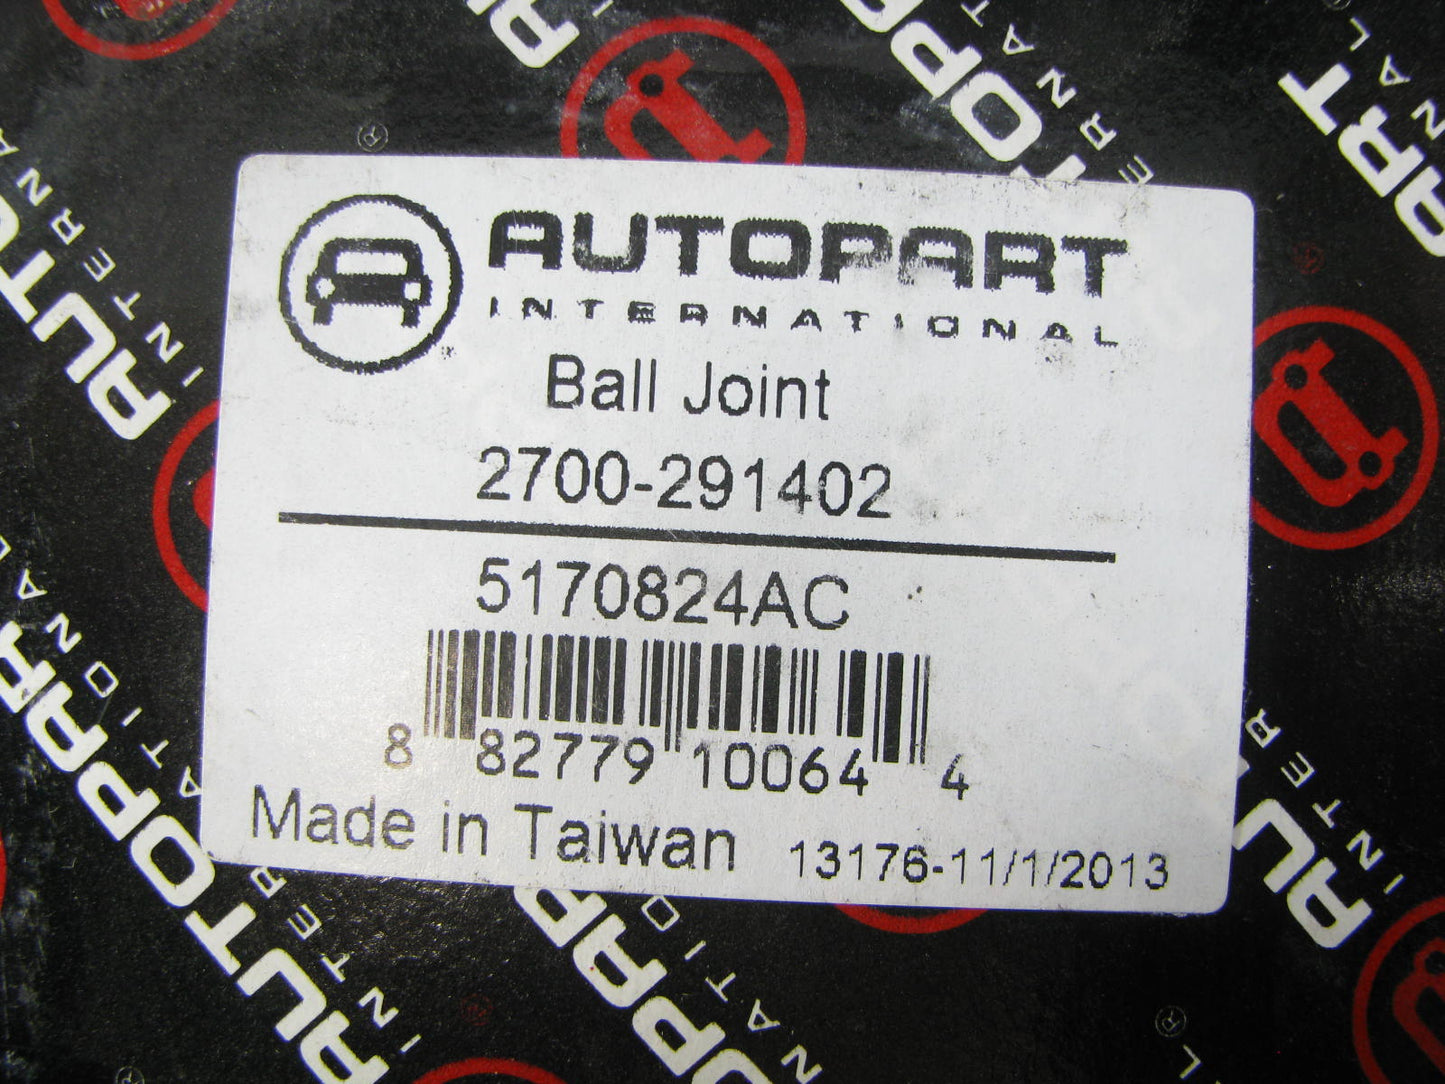 AUTOPART
INTERNATIONAL
Ball Joint
2700-291402
5170824AC
8 82779 10064 4
Made in Taiwan 13176-11/1/2013